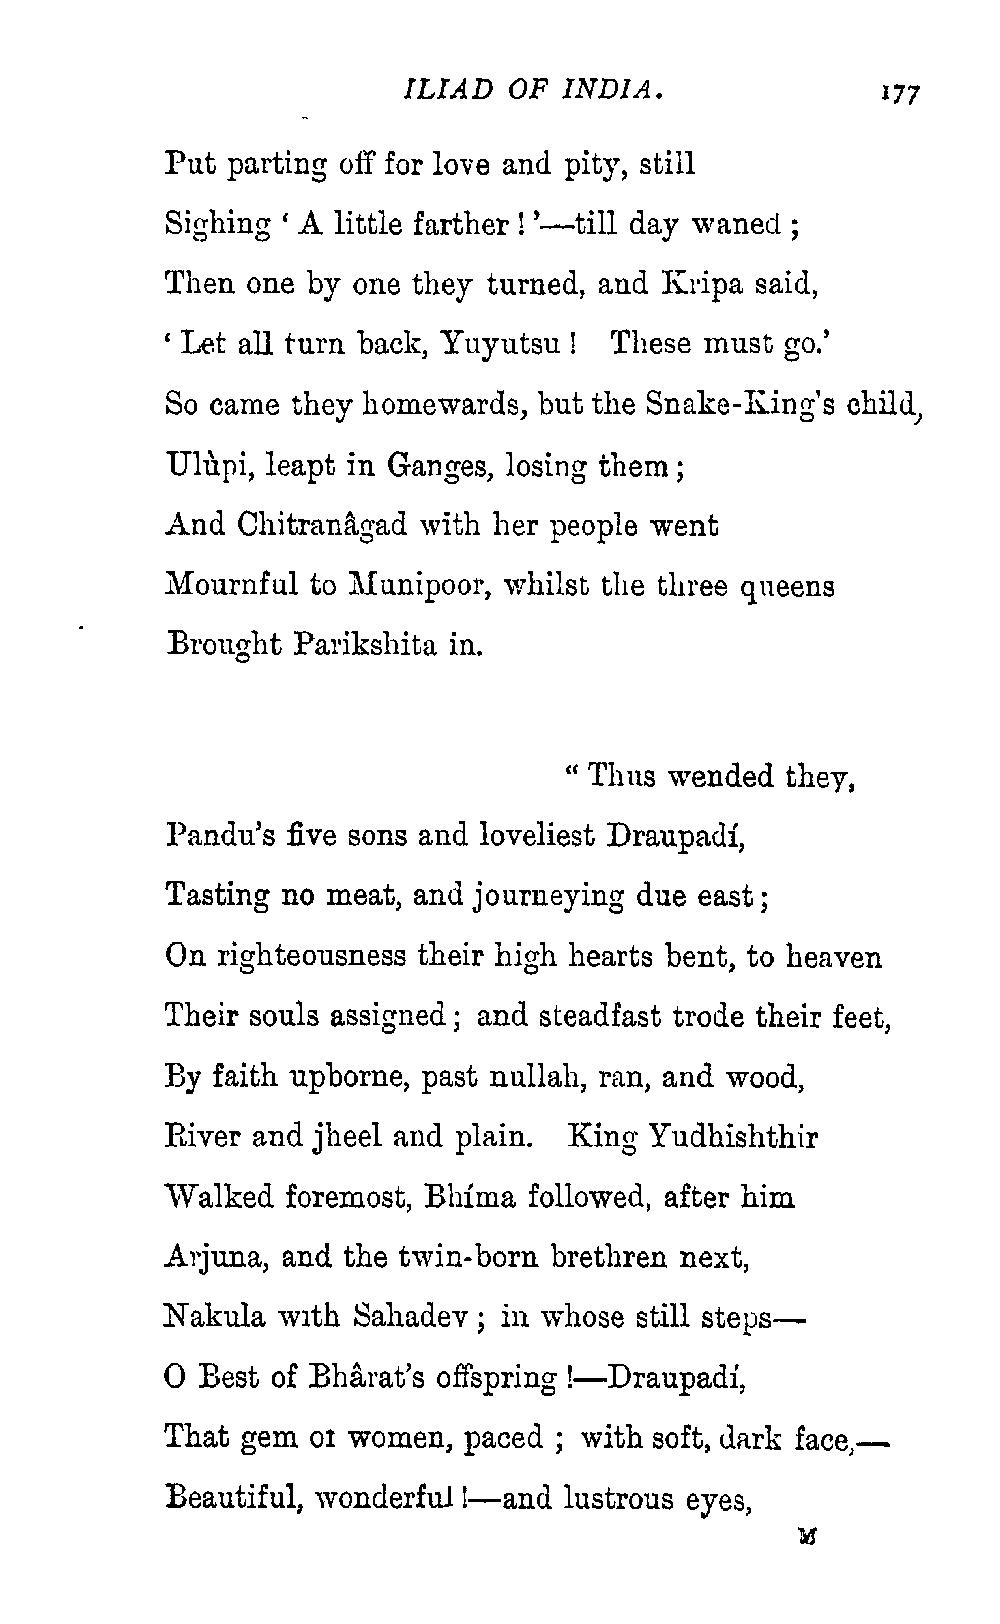 ILIAD OF INDIA. 177
Put parting off for love and pity, still
Sighing ‘ A little farther ! ’—till day waned ;
Then one by one they turned, and Kripa said,
‘ Let all turn back, Yuyutsu ! These must go.’
So came they homewards, but the Snake-King's child,
Ulùpi, leapt in Ganges, losing them ;
And Chitranâgad with her people went
Mournful to Munipoor, whilst the three queens
Brought Parikshita in.
“ Thus wended they,
Pandu’s five sons and loveliest Draupadí,
Tasting no meat, and journeying due east ;
On righteousness their high hearts bent, to heaven
Their souls assigned ; and steadfast trode their feet,
By faith upborne, past nullah, ran, and wood,
River and jheel and plain. King Yudhishthir
Walked foremost, Bhíma followed, after him
Arjuna, and the twin-born brethren next,
Nakula with Sahadev ; in whose still steps—
O Best of Bhârat’s offspring !—Draupadí,
That gem of women, paced ; with soft, dark face,—
Beautiful, wonderful !—and lustrous eyes,
M